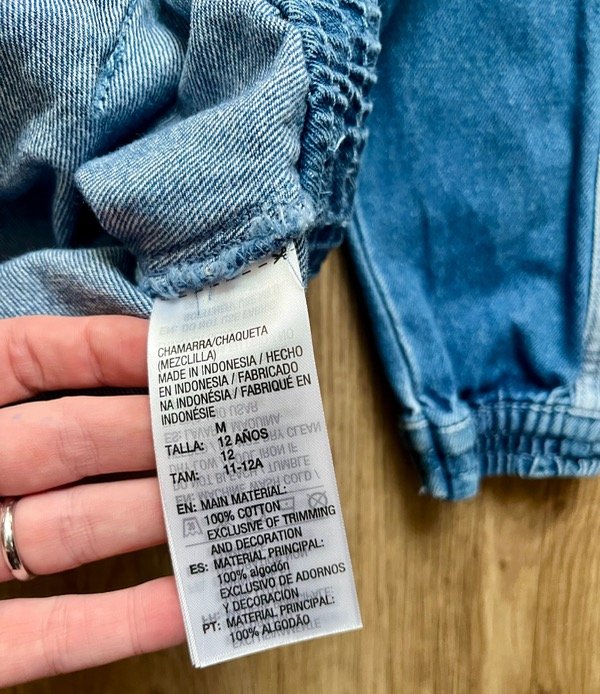 CHAMARRA/CHAQUETA
(MEZCLILLA)
MADE IN INDONESIA / HECHO
EN INDONESIA / FABRICADO
NA INDONÉSIA / FABRIQUÉ EN
INDONÉSIE
M
TALLA: 12 AÑOS
12
TAM: 11-12A
EN: MAIN MATERIAL:
100% COTTON
EXCLUSIVE OF TRIMMING
AND DECORATION
ES: MATERIAL PRINCIPAL:
100% algodón
EXCLUSIVO DE ADORNOS
Y DECORACIÓN
PT: MATERIAL PRINCIPAL:
100% ALGODÃO